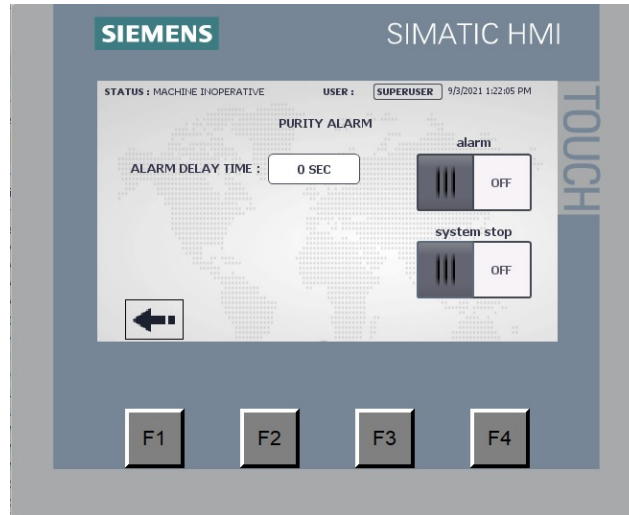 SIEMENS SIMATIC HMI
STATUS : MACHINE INOPERATIVE USER : SUPERUSER 9/3/2021 1:22:05 PM
TOUCH
PURITY ALARM
alarm
ALARM DELAY TIME : 0 SEC
OFF
system stop
OFF
F1 F2 F3 F4